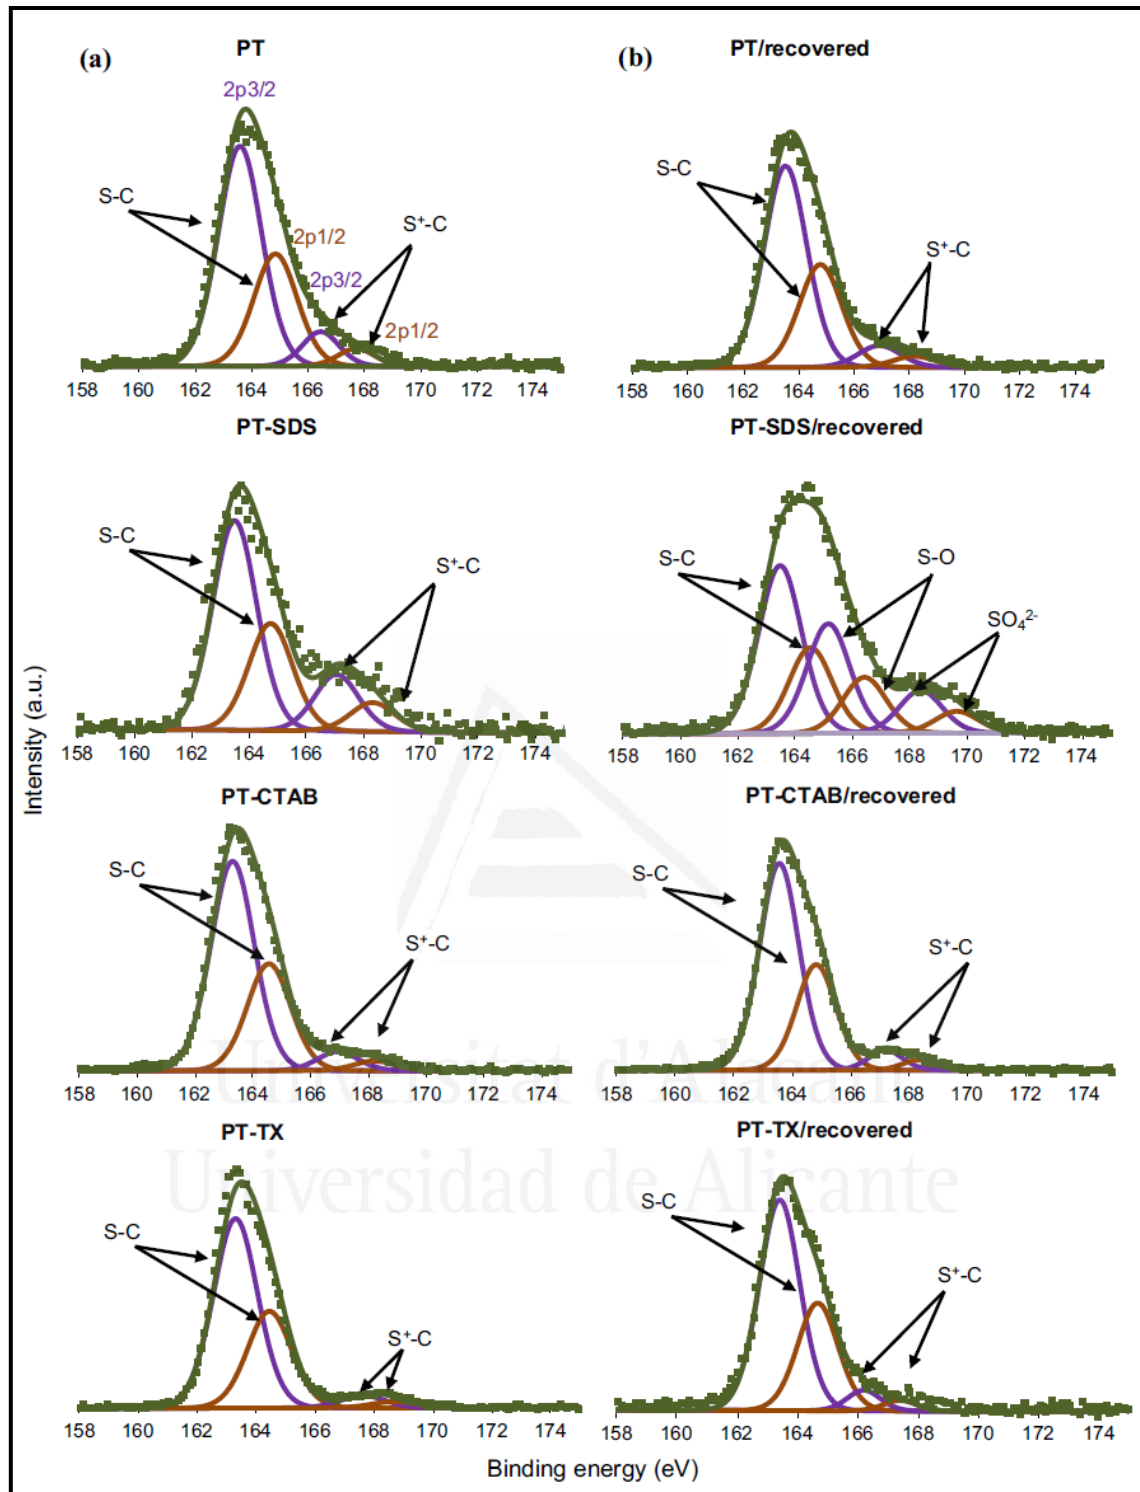 (a) PT
(b) PT/recovered
2p3/2
S-C
2p1/2
2p3/2
S⁺-C
2p1/2
158 160 162 164 166 168 170 172 174
S-C
S⁺-C
158 160 162 164 166 168 170 172 174
PT-SDS
PT-SDS/recovered
S-C
S⁺-C
158 160 162 164 166 168 170 172 174
S-C
S-O
SO₄²⁻
158 160 162 164 166 168 170 172 174
Intensity (a.u.)
PT-CTAB
PT-CTAB/recovered
S-C
S⁺-C
160 162 164 166 168 170 172 174
S-C
S⁺-C
158 160 162 164 166 168 170 172 174
Universitat d'Alacant
Universidad de Alicante
PT-TX
PT-TX/recovered
S-C
S⁺-C
158 160 162 164 166 168 170 172 174
S-C
S⁺-C
158 160 162 164 166 168 170 172 174
Binding energy (eV)